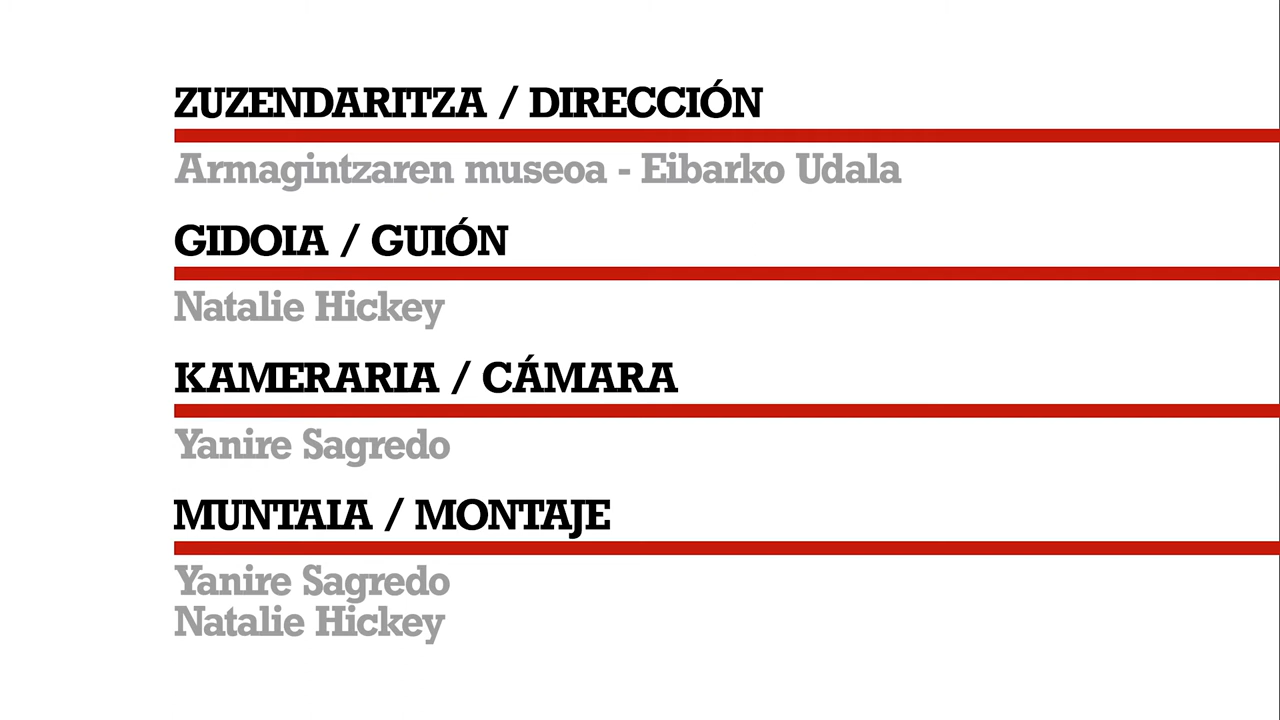 ZUZENDARITZA / DIRECCIÓN
Armagintzaren museoa - Eibarko Udala
GIDOIA / GUIÓN
Natalie Hickey
KAMERARIA / CÁMARA
Yanire Sagredo
MUNTAIA / MONTAJE
Yanire Sagredo
Natalie Hickey